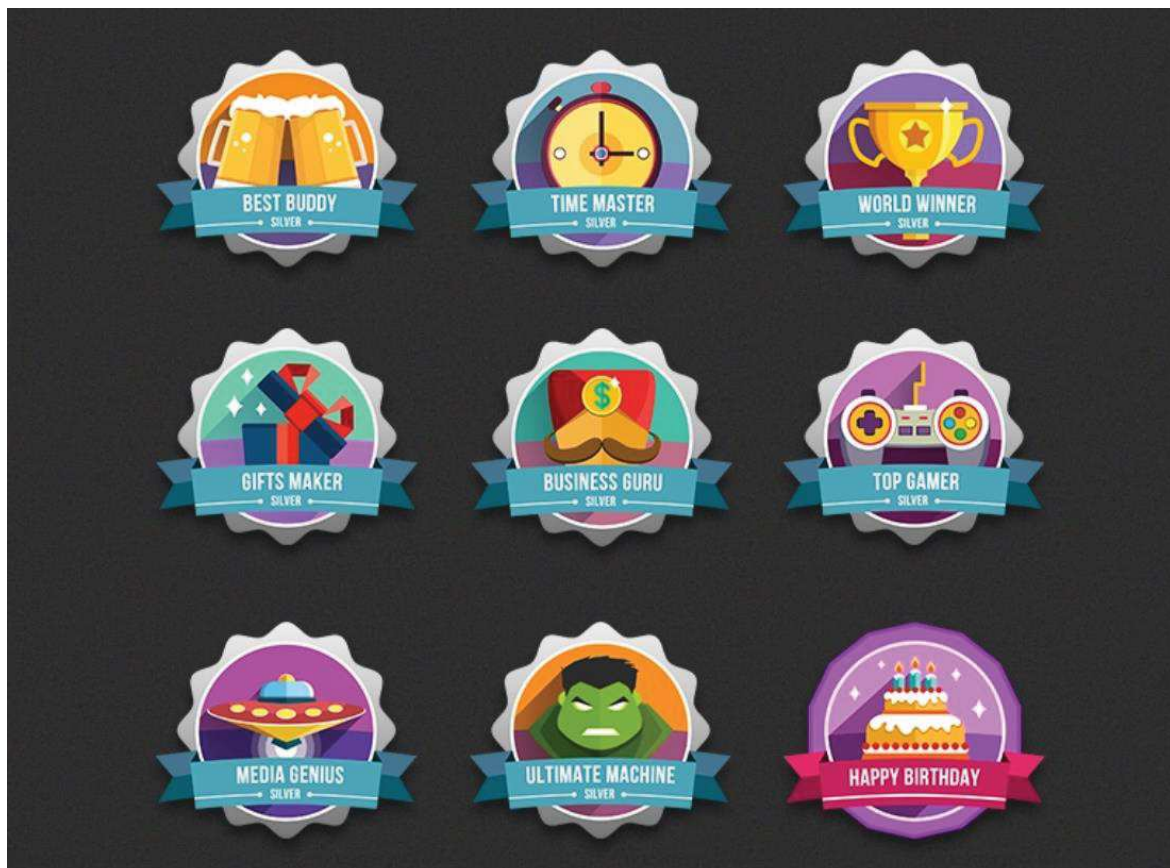 BEST BUDDY
SILVER
TIME MASTER
SILVER
WORLD WINNER
SILVER
GIFTS MAKER
SILVER
BUSINESS GURU
SILVER
$
TOP GAMER
SILVER
MEDIA GENIUS
SILVER
ULTIMATE MACHINE
SILVER
HAPPY BIRTHDAY